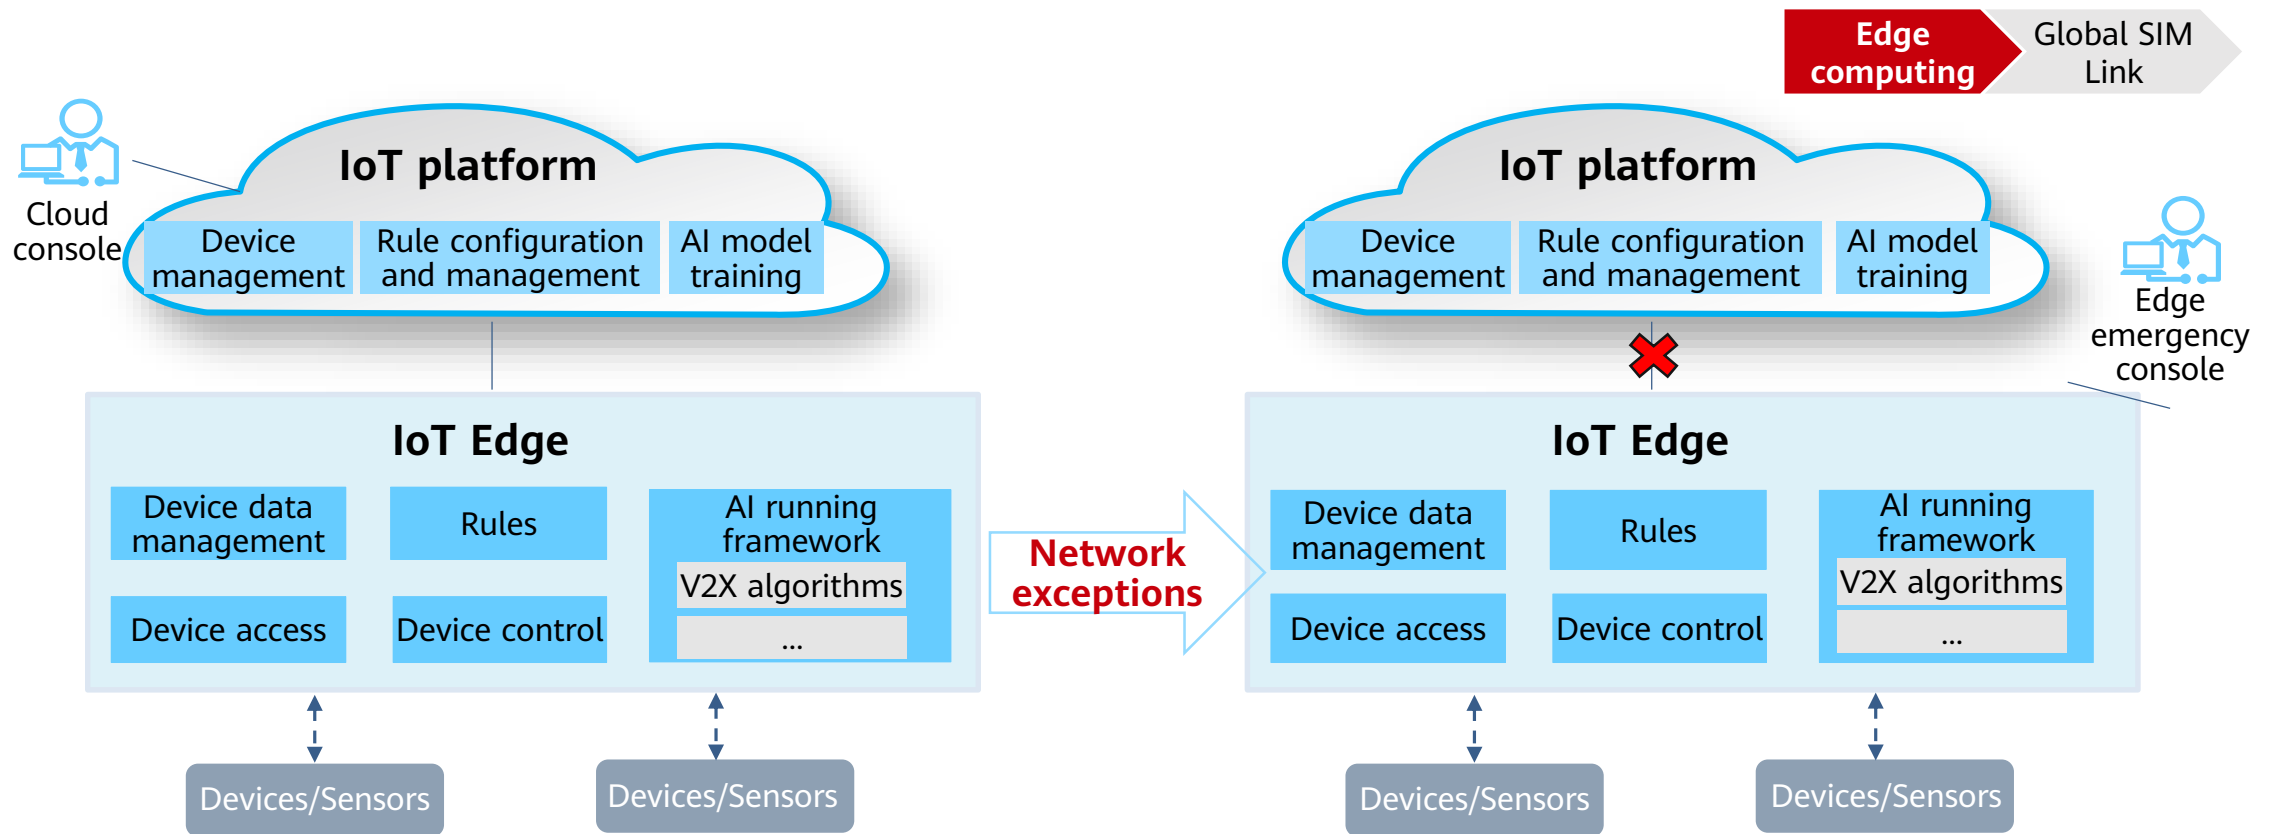 Edge
computing
Global SIM
Link
Cloud
console
IoT platform
Device
management
Rule configuration
and management
AI model
training
IoT Edge
Device data
management
Rules
AI running
framework
V2X algorithms
...
Device access
Device control
Devices/Sensors
Devices/Sensors
Network
exceptions
IoT platform
Device
management
Rule configuration
and management
AI model
training
Edge
emergency
console
IoT Edge
Device data
management
Rules
AI running
framework
V2X algorithms
...
Device access
Device control
Devices/Sensors
Devices/Sensors